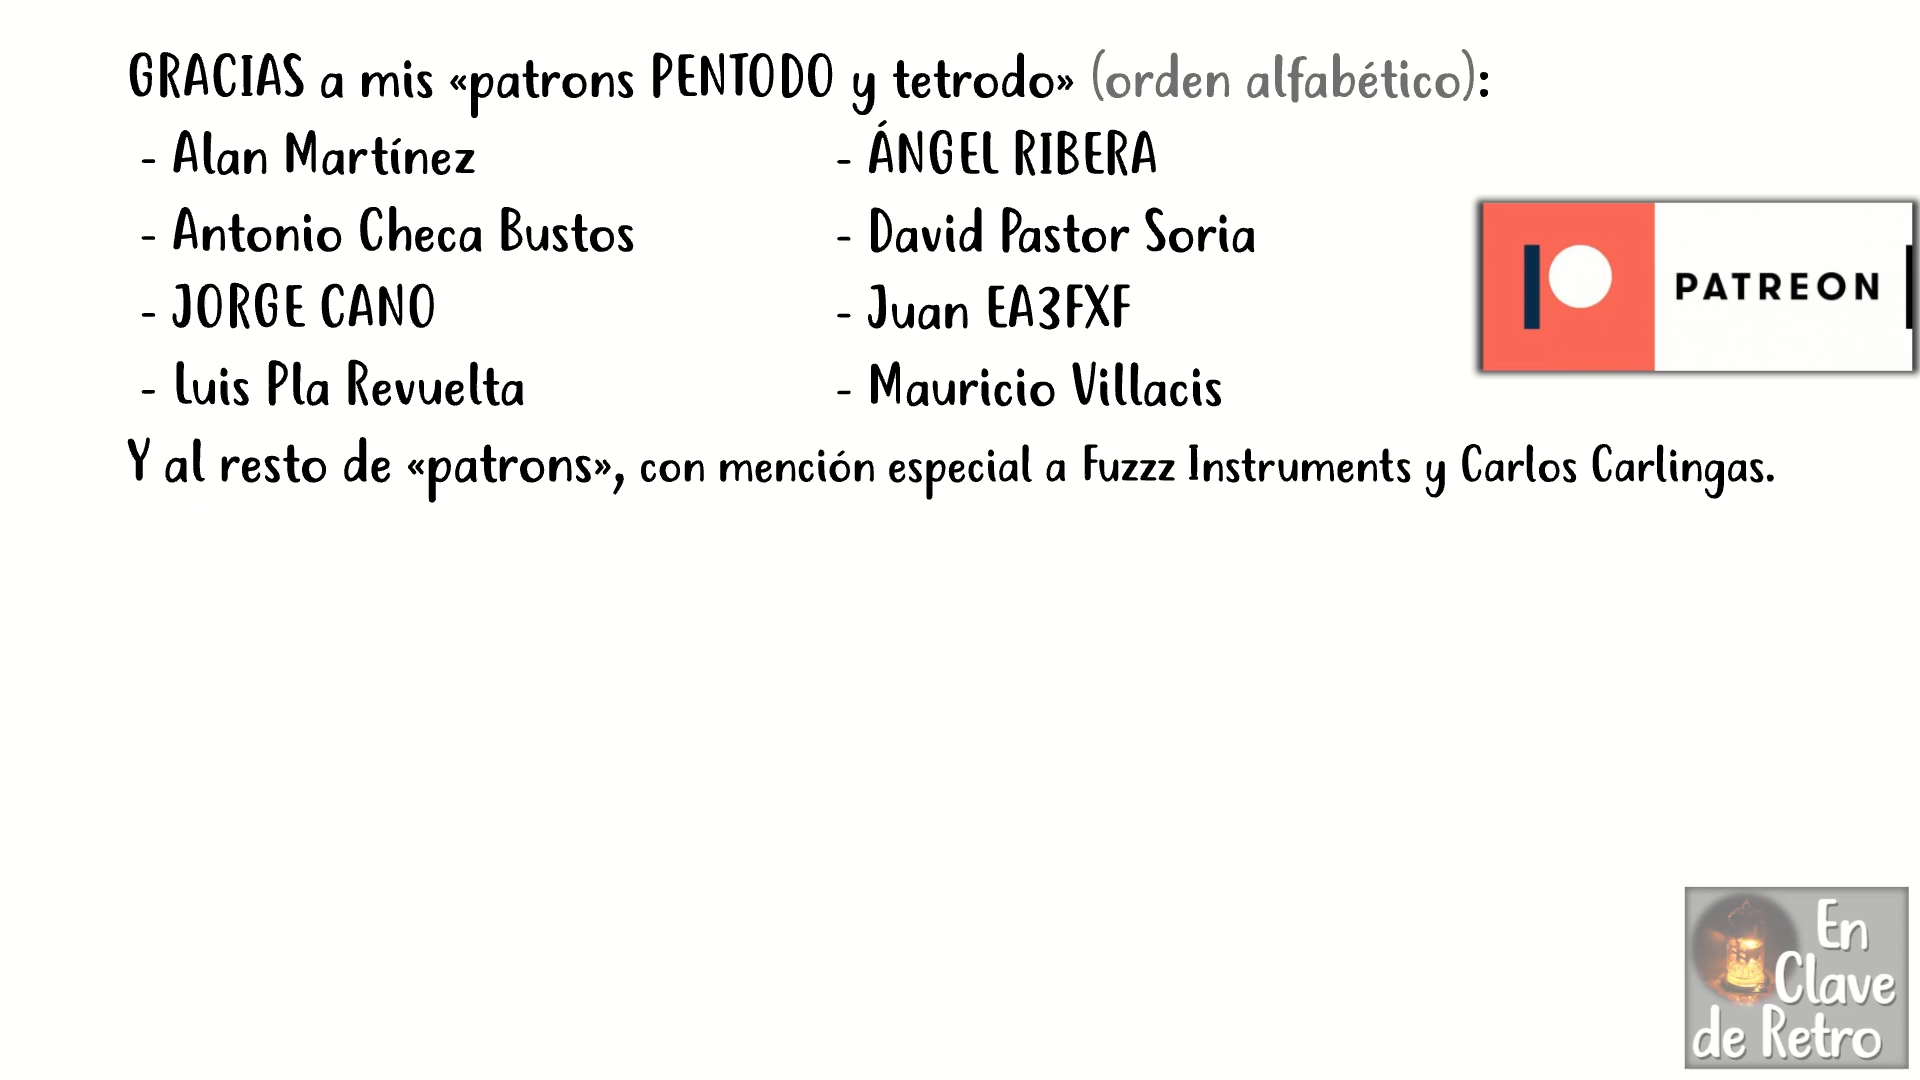 GRACIAS a mis «patrons PENTODO y tetrodo» (orden alfabético):
- Alan Martínez
- ÁNGEL RIBERA
- Antonio Checa Bustos
- David Pastor Soria
- JORGE CANO
- Juan EA3FXF
- Luis Pla Revuelta
- Mauricio Villacis
Y al resto de «patrons», con mención especial a Fuzzz Instruments y Carlos Carlingas.
PATREON
En
Clave
de Retro